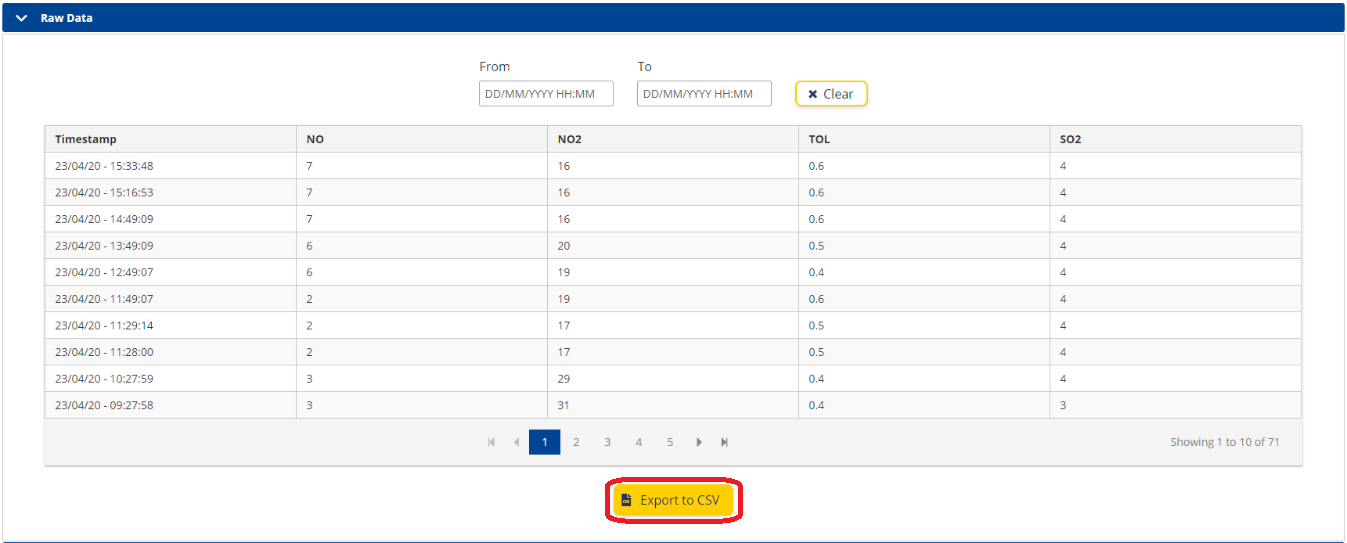 Raw Data
From To
DD/MM/YYYY HH:MM DD/MM/YYYY HH:MM Clear
Timestamp NO NO2 TOL SO2
23/04/20 - 15:33:48 7 16 0.6 4
23/04/20 - 15:16:53 7 16 0.6 4
23/04/20 - 14:49:09 7 16 0.6 4
23/04/20 - 13:49:09 6 20 0.5 4
23/04/20 - 12:49:07 6 19 0.4 4
23/04/20 - 11:49:07 2 19 0.6 4
23/04/20 - 11:29:14 2 17 0.5 4
23/04/20 - 11:28:00 2 17 0.5 4
23/04/20 - 10:27:59 3 29 0.4 4
23/04/20 - 09:27:58 3 31 0.4 3
1 2 3 4 5 Showing 1 to 10 of 71
Export to CSV